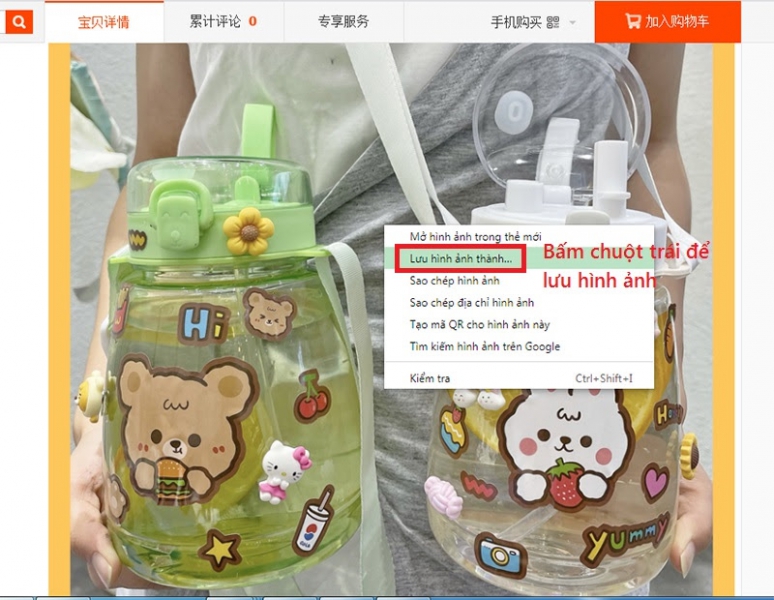 宝贝详情
累计评论 0
专享服务
手机购买
加入购物车
Mở hình ảnh trong thẻ mới
Lưu hình ảnh thành...
Sao chép hình ảnh
Sao chép địa chỉ hình ảnh
Tạo mã QR cho hình ảnh này
Tìm kiếm hình ảnh trên Google
Kiểm tra Ctrl+Shift+I
Bấm chuột trái để
lưu hình ảnh
Hi
Yummy